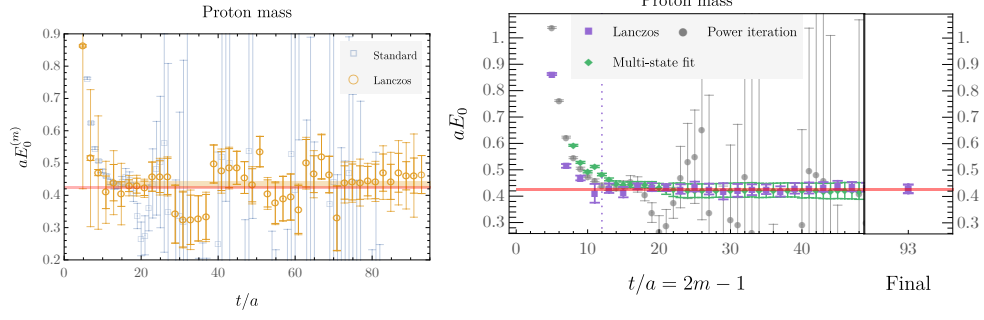 Proton mass
0.9
0.8
0.7
0.6
0.5
0.4
0.3
0.2
aE_0^{(m)}
Standard
Lanczos
0 20 40 60 80
t/a
Proton mass
1.
0.9
0.8
0.7
0.6
0.5
0.4
0.3
aE_0
Lanczos Power iteration
Multi-state fit
1.
0.9
0.8
0.7
0.6
0.5
0.4
0.3
0 10 20 30 40 93
t/a = 2m − 1 Final